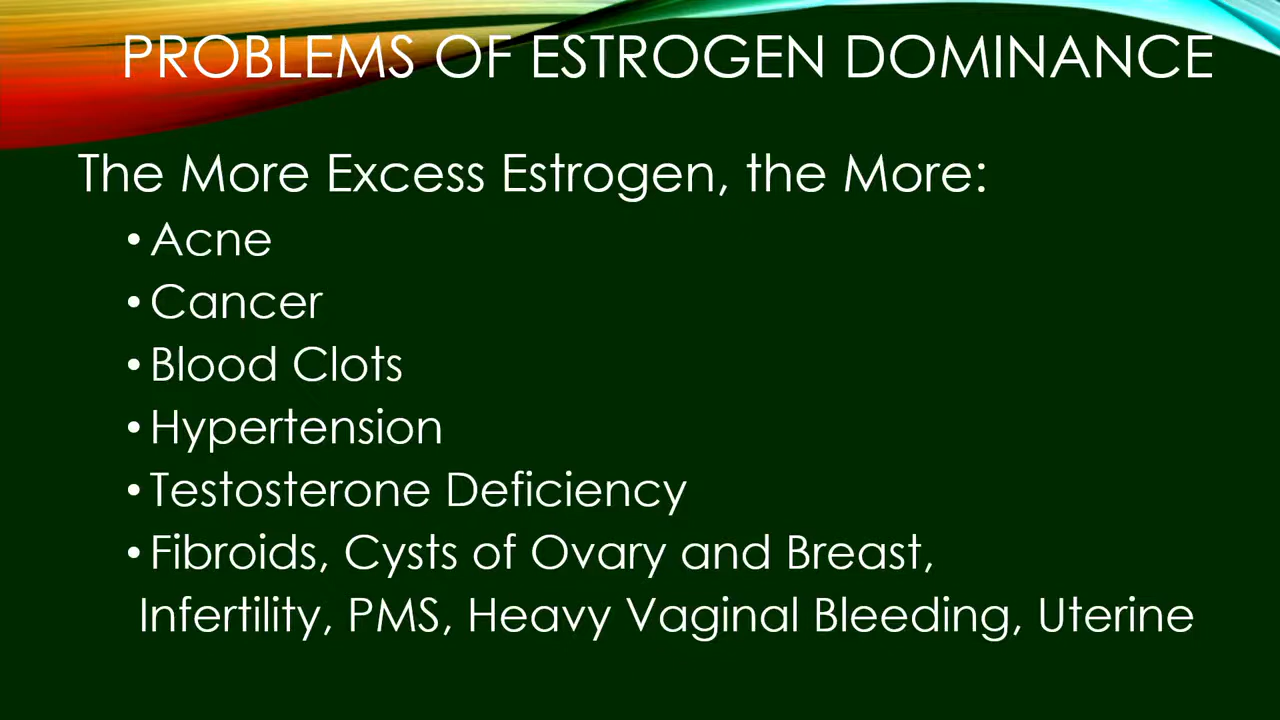 PROBLEMS OF ESTROGEN DOMINANCE
The More Excess Estrogen, the More:
• Acne
• Cancer
• Blood Clots
• Hypertension
• Testosterone Deficiency
• Fibroids, Cysts of Ovary and Breast,
Infertility, PMS, Heavy Vaginal Bleeding, Uterine